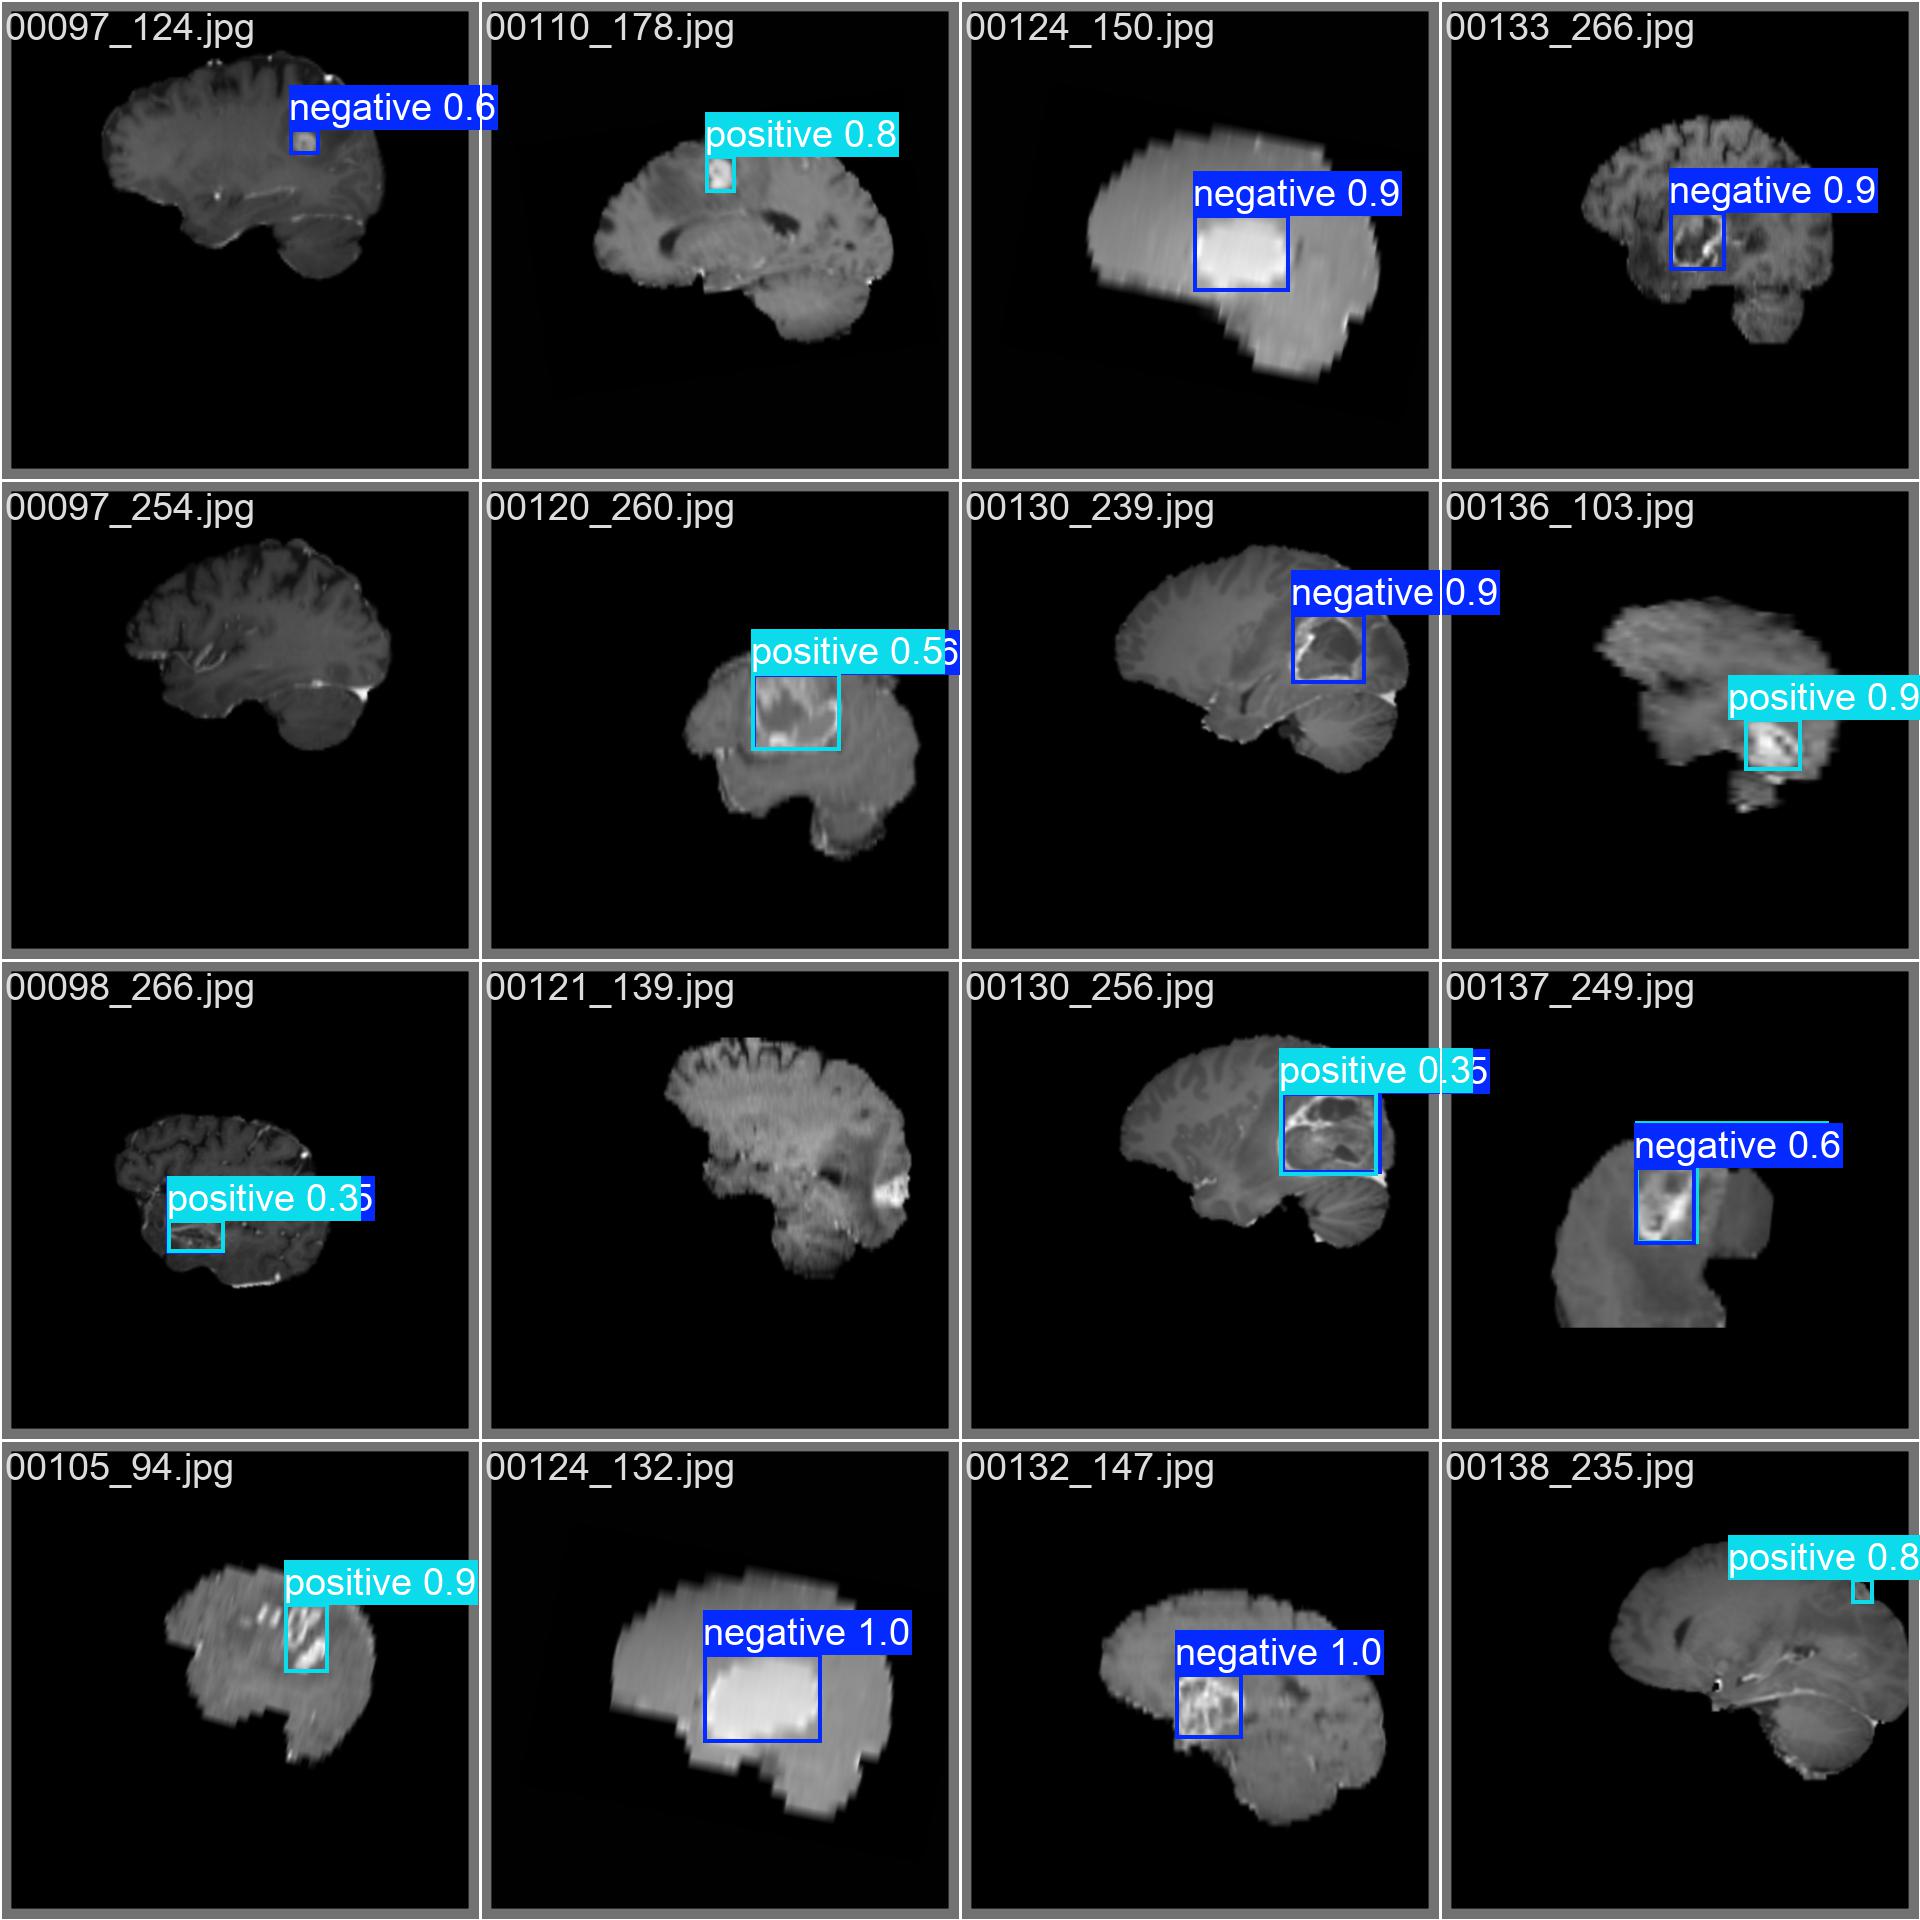 00097_124.jpg
negative 0.6
00110_178.jpg
positive 0.8
00124_150.jpg
negative 0.9
00133_266.jpg
negative 0.9
00097_254.jpg
00120_260.jpg
positive 0.5
6
00130_239.jpg
negative 0.9
00136_103.jpg
positive 0.9
00098_266.jpg
positive 0.3
5
00121_139.jpg
00130_256.jpg
positive 0.3
5
00137_249.jpg
negative 0.6
00105_94.jpg
positive 0.9
00124_132.jpg
negative 1.0
00132_147.jpg
negative 1.0
00138_235.jpg
positive 0.8